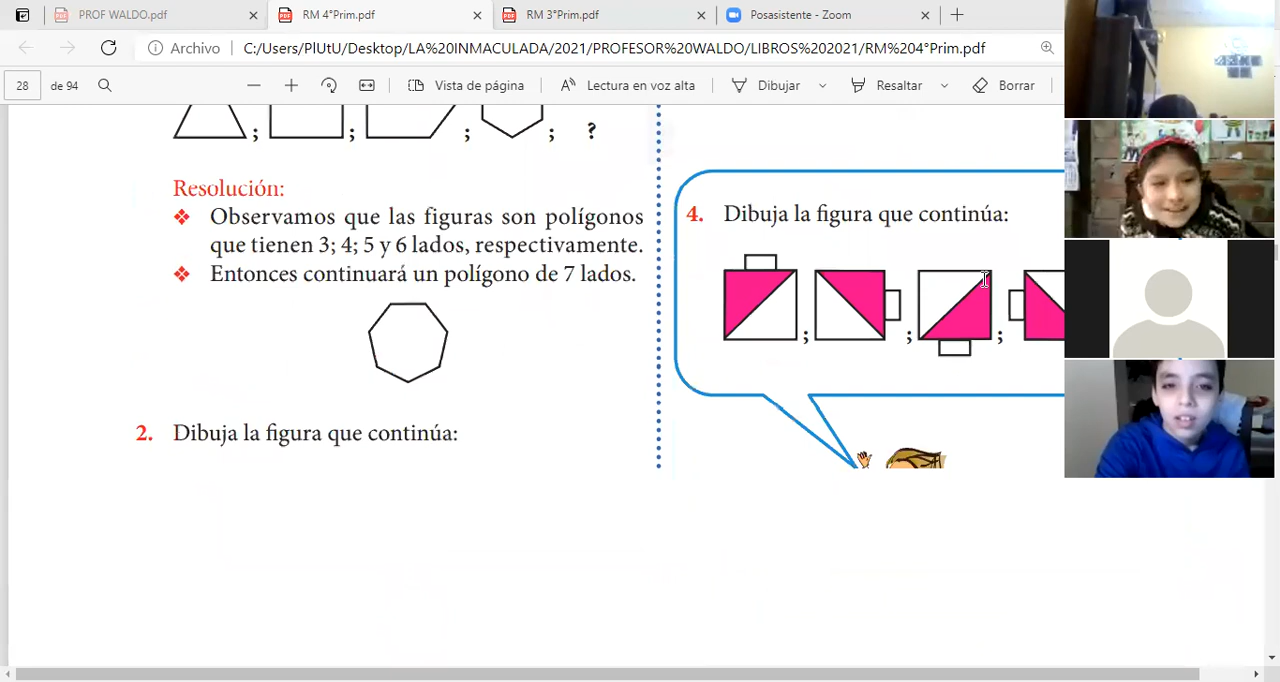 PROF WALDO.pdf
RM 4°Prim.pdf
RM 3°Prim.pdf
Posasistente - Zoom
Archivo
C:/Users/PlUtU/Desktop/LA%20INMACULADA/2021/PROFESOR%20WALDO/LIBROS%202021/RM%204°Prim.pdf
28
de 94
Vista de página
Lectura en voz alta
Dibujar
Resaltar
Borrar
; ; ; ; ?
Resolución:
❖ Observamos que las figuras son polígonos
que tienen 3; 4; 5 y 6 lados, respectivamente.
❖ Entonces continuará un polígono de 7 lados.
2. Dibuja la figura que continúa:
4. Dibuja la figura que continúa:
; ; ;